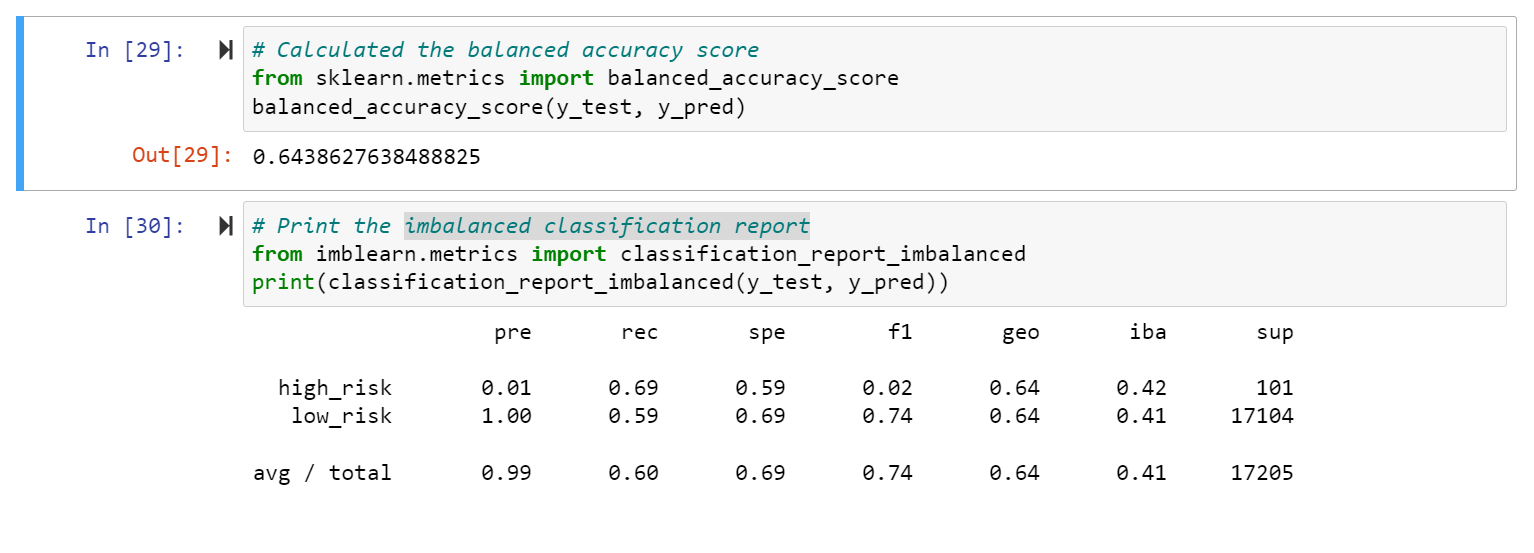 In [29]: # Calculated the balanced accuracy score
from sklearn.metrics import balanced_accuracy_score
balanced_accuracy_score(y_test, y_pred)
Out[29]: 0.6438627638488825
In [30]: # Print the imbalanced classification report
from imblearn.metrics import classification_report_imbalanced
print(classification_report_imbalanced(y_test, y_pred))
pre rec spe f1 geo iba sup
high_risk 0.01 0.69 0.59 0.02 0.64 0.42 101
low_risk 1.00 0.59 0.69 0.74 0.64 0.41 17104
avg / total 0.99 0.60 0.69 0.74 0.64 0.41 17205